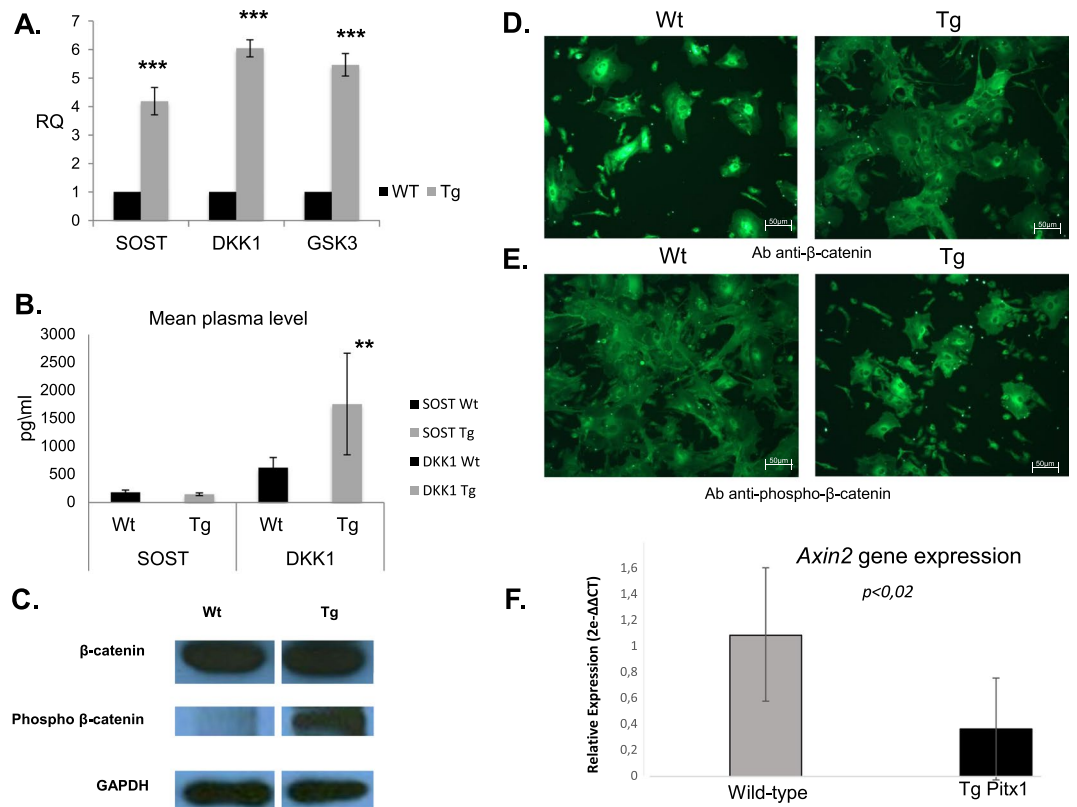 A.
RQ
8
7
6
5
4
3
2
1
0
***
***
***
SOST DKK1 GSK3
WT Tg
B.
Mean plasma level
pg\ml
3000
2500
2000
1500
1000
500
0
**
Wt Tg Wt Tg
SOST DKK1
SOST Wt
SOST Tg
DKK1 Wt
DKK1 Tg
C.
Wt Tg
β-catenin
Phospho β-catenin
GAPDH
D.
Wt Tg
50µm 50µm
Ab anti-β-catenin
E.
Wt Tg
50µm 50µm
Ab anti-phospho-β-catenin
F.
Axin2 gene expression
p<0,02
Relative Expression (2e-ΔΔCT)
1,6
1,4
1,2
1
0,8
0,6
0,4
0,2
0
Wild-type Tg Pitx1